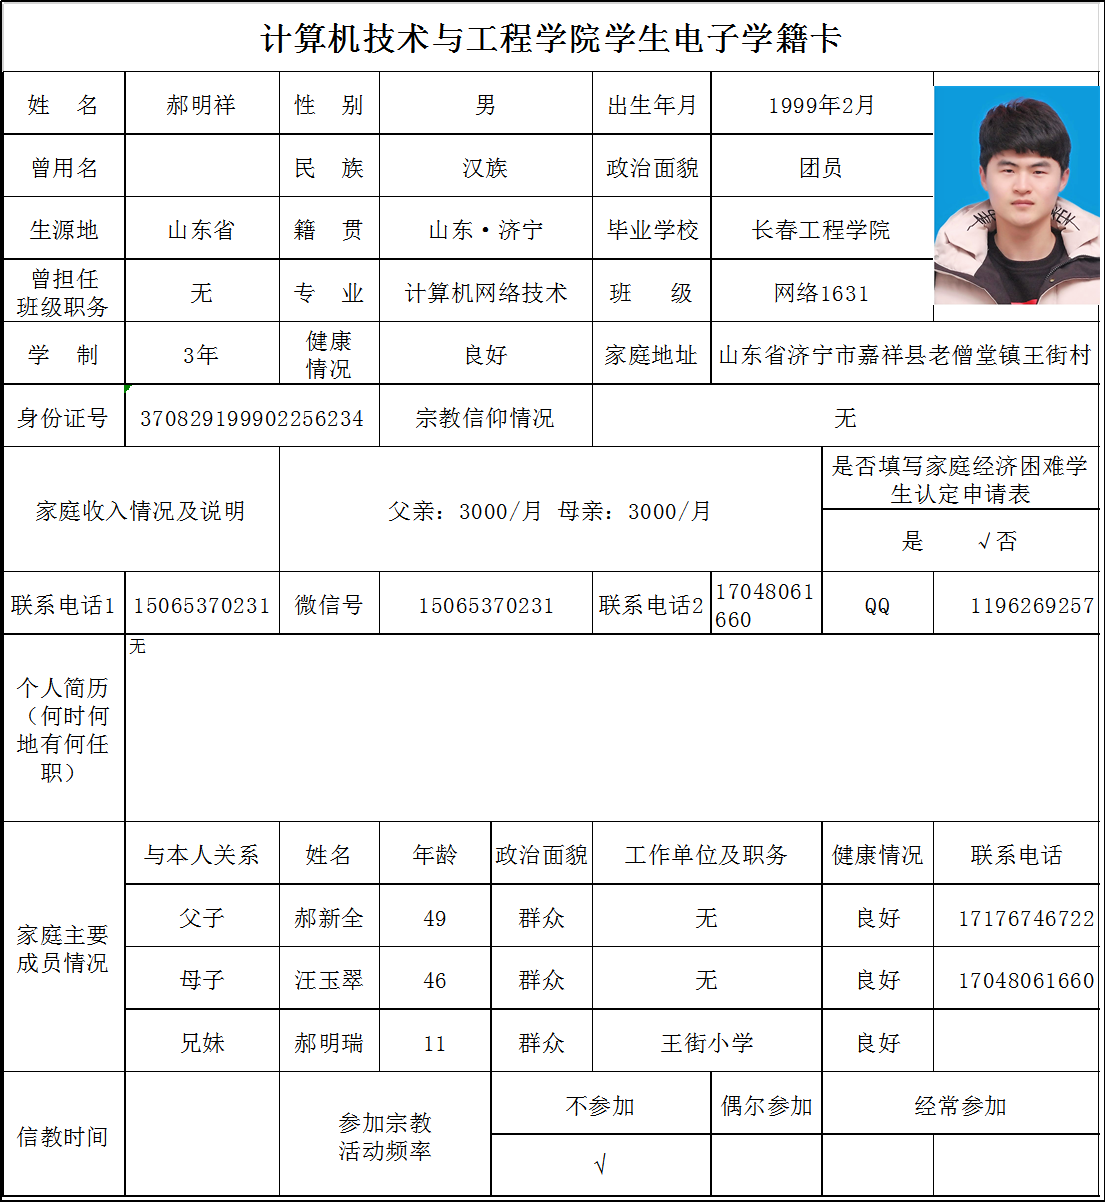 计算机技术与工程学院学生电子学籍卡
姓 名 郝明祥 性 别 男 出生年月 1999年2月
曾用名 民 族 汉族 政治面貌 团员
生源地 山东省 籍 贯 山东·济宁 毕业学校 长春工程学院
曾担任
班级职务 无 专 业 计算机网络技术 班 级 网络1631
学 制 3年 健康
情况 良好 家庭地址 山东省济宁市嘉祥县老僧堂镇王街村
身份证号 370829199902256234 宗教信仰情况 无
家庭收入情况及说明 父亲：3000/月 母亲：3000/月
是否填写家庭经济困难学
生认定申请表
是 √否
联系电话1 15065370231 微信号 15065370231 联系电话2 17048061
660 QQ 1196269257
个人简历
（何时何
地有何任
职）
无
家庭主要
成员情况
与本人关系 姓名 年龄 政治面貌 工作单位及职务 健康情况 联系电话
父子 郝新全 49 群众 无 良好 17176746722
母子 汪玉翠 46 群众 无 良好 17048061660
兄妹 郝明瑞 11 群众 王街小学 良好
信教时间 参加宗教
活动频率
不参加 偶尔参加 经常参加
√